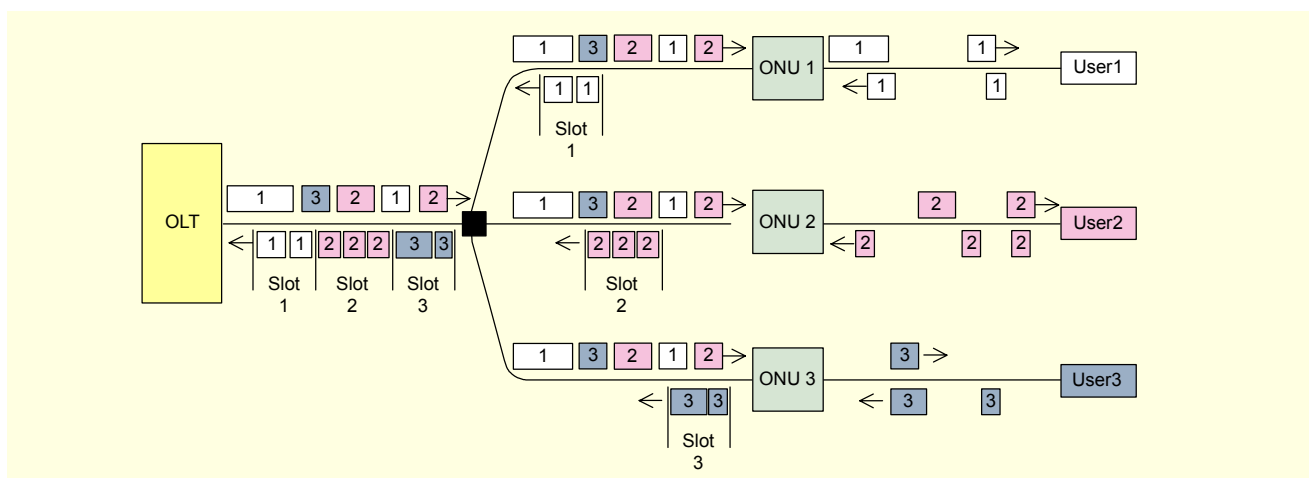 1 3 2 1 2
ONU 1
1 1
User1
1 1
1 1
Slot
1
OLT
1 3 2 1 2
1 1 2 2 2 3 3
Slot Slot Slot
1 2 3
1 3 2 1 2
ONU 2
2 2
User2
2 2 2
2 2 2
Slot
2
1 3 2 1 2
ONU 3
3
User3
3 3
3 3
Slot
3